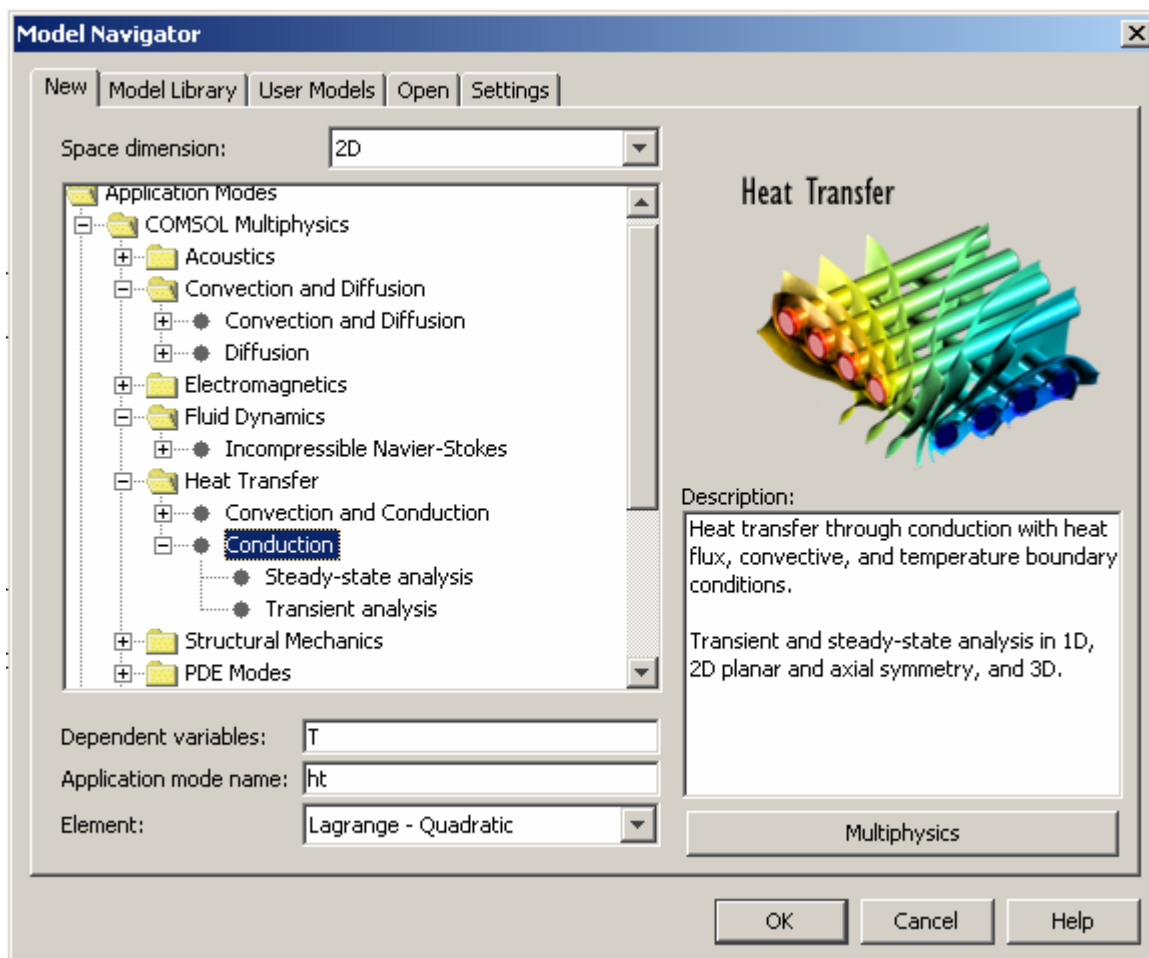 Model Navigator
New Model Library User Models Open Settings
Space dimension: 2D
Application Modes
COMSOL Multiphysics
Acoustics
Convection and Diffusion
Convection and Diffusion
Diffusion
Electromagnetics
Fluid Dynamics
Incompressible Navier-Stokes
Heat Transfer
Convection and Conduction
Conduction
Steady-state analysis
Transient analysis
Structural Mechanics
PDE Modes
Dependent variables: T
Application mode name: ht
Element: Lagrange - Quadratic
Heat Transfer
Description:
Heat transfer through conduction with heat
flux, convective, and temperature boundary
conditions.
Transient and steady-state analysis in 1D,
2D planar and axial symmetry, and 3D.
Multiphysics
OK Cancel Help